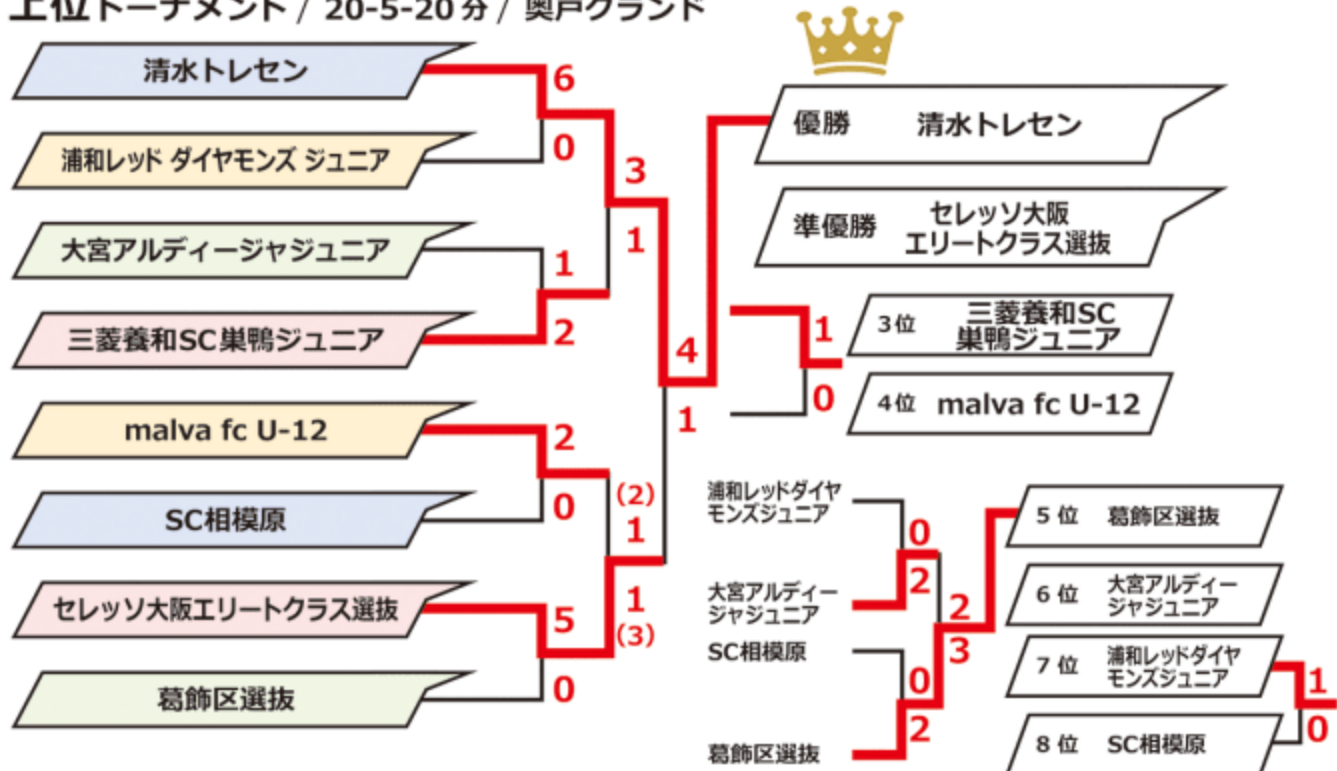 上位トーナメント / 20-5-20分 / 奥戸グランド
清水トレセン
6
浦和レッド ダイヤモンズ ジュニア
0
3
大宮アルディージャジュニア
1
1
三菱養和SC巣鴨ジュニア
2
4
1
malva fc U-12
2
SC相模原
0
(2)
1
セレッソ大阪エリートクラス選抜
5
1
(3)
葛飾区選抜
0
優勝 清水トレセン
準優勝 セレッソ大阪
エリートクラス選抜
1
0
3位 三菱養和SC
巣鴨ジュニア
4位 malva fc U-12
浦和レッドダイヤ
モンズジュニア
0
大宮アルディー
ジャジュニア
2
SC相模原
0
葛飾区選抜
2
2
3
5位 葛飾区選抜
6位 大宮アルディー
ジャジュニア
7位 浦和レッドダイヤ
モンズジュニア
1
8位 SC相模原
0